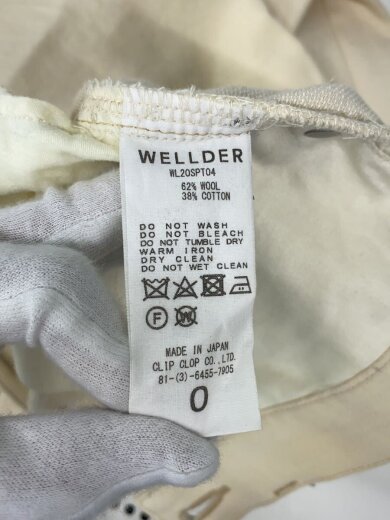 WELLDER
WL20SPT04
62% WOOL
38% COTTON
DO NOT WASH
DO NOT BLEACH
DO NOT TUMBLE DRY
WARM IRON
DRY CLEAN
DO NOT WET CLEAN
F W
MADE IN JAPAN
CLIP CLOP CO.,LTD.
81-(3)-6455-7905
0